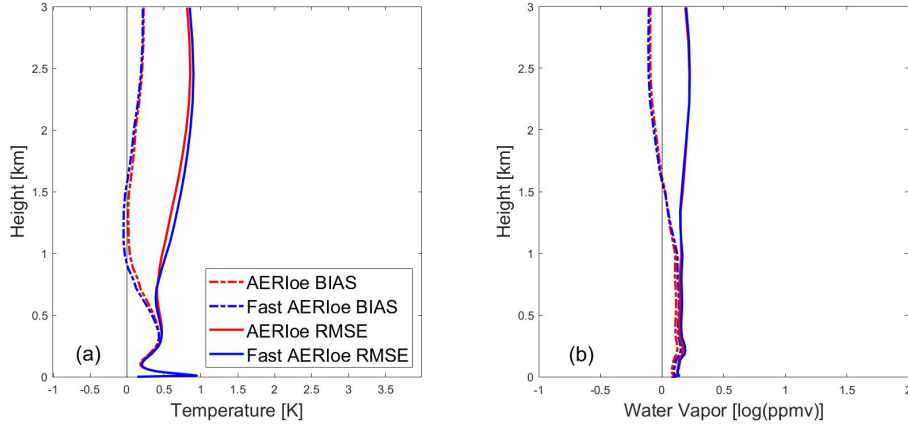 3
2.5
2
1.5
1
0.5
0
Height [km]
-1 -0.5 0 0.5 1 1.5 2 2.5 3 3.5
Temperature [K]
(a)
AERIoe BIAS
Fast AERIoe BIAS
AERIoe RMSE
Fast AERIoe RMSE
3
2.5
2
1.5
1
0.5
0
Height [km]
-1 -0.5 0 0.5 1 1.5 2
Water Vapor [log(ppmv)]
(b)